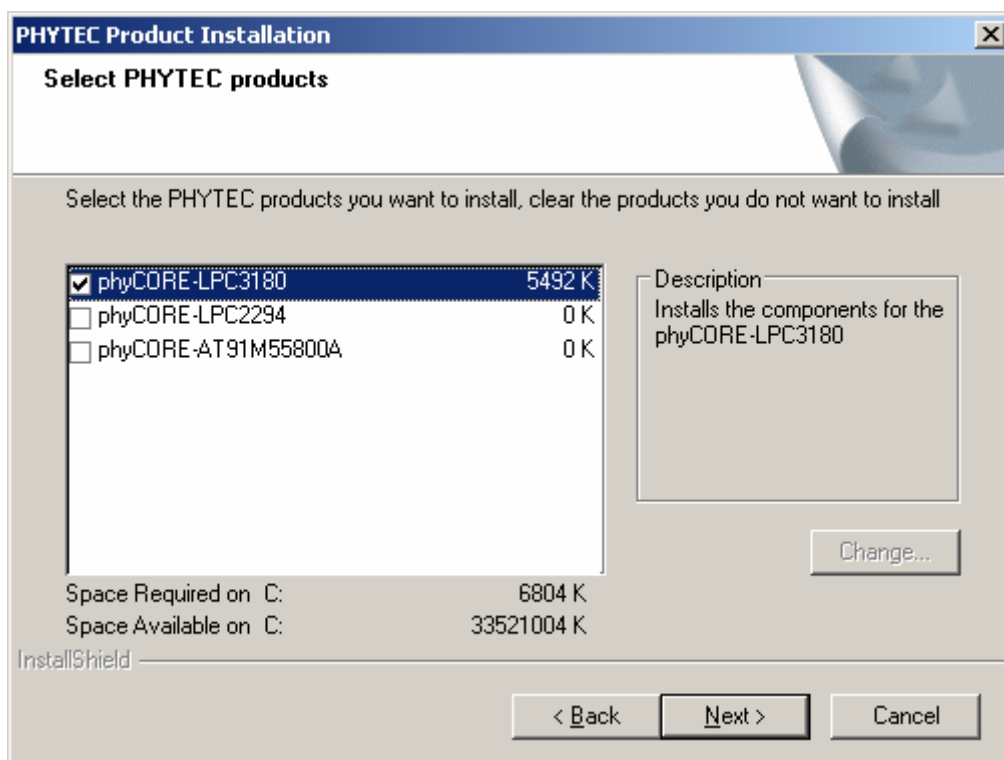 PHYTEC Product Installation
Select PHYTEC products
Select the PHYTEC products you want to install, clear the products you do not want to install
phyCORE-LPC3180 5492 K
phyCORE-LPC2294 0 K
phyCORE-AT91M55800A 0 K
Description
Installs the components for the
phyCORE-LPC3180
Change...
Space Required on C: 6804 K
Space Available on C: 33521004 K
InstallShield
< Back Next > Cancel